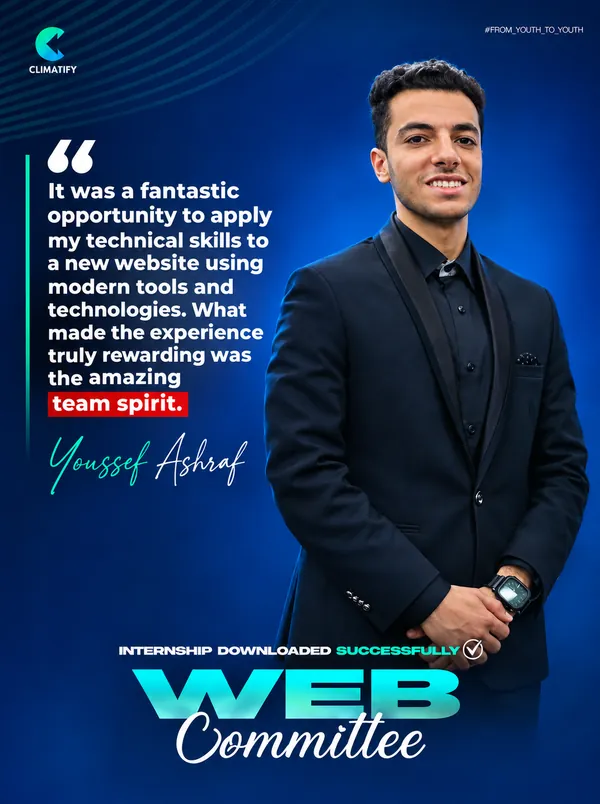 CLIMATIFY
#FROM_YOUTH_TO_YOUTH
“
It was a fantastic
opportunity to apply
my technical skills to
a new website using
modern tools and
technologies. What
made the experience
truly rewarding was
the amazing
team spirit.
Youssef Ashraf
INTERNSHIP DOWNLOADED SUCCESSFULLY
WEB
Committee